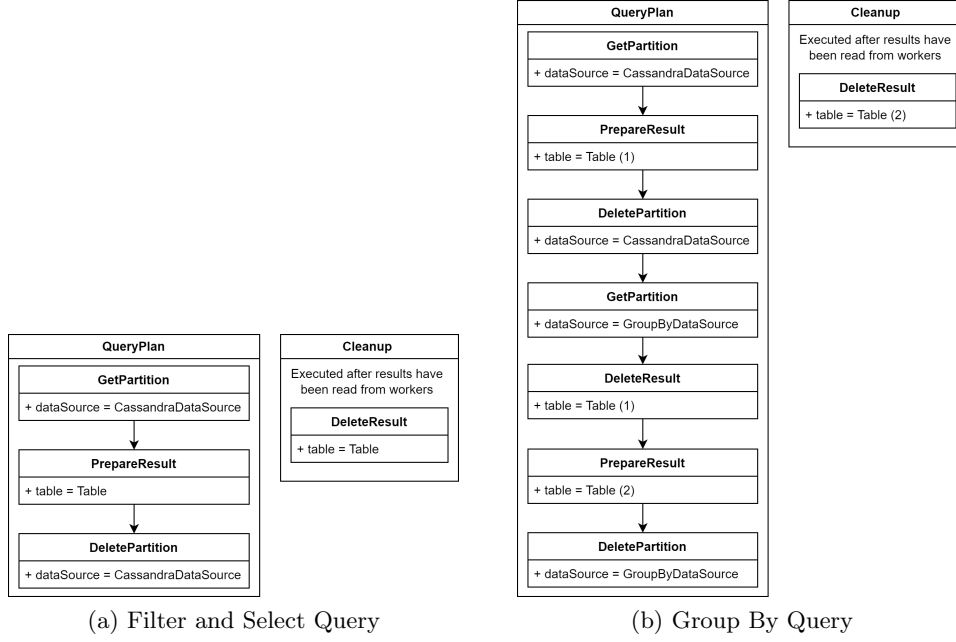 QueryPlan
GetPartition
+ dataSource = CassandraDataSource
PrepareResult
+ table = Table
DeletePartition
+ dataSource = CassandraDataSource
Cleanup
Executed after results have
been read from workers
DeleteResult
+ table = Table
(a) Filter and Select Query
QueryPlan
GetPartition
+ dataSource = CassandraDataSource
PrepareResult
+ table = Table (1)
DeletePartition
+ dataSource = CassandraDataSource
GetPartition
+ dataSource = GroupByDataSource
DeleteResult
+ table = Table (1)
PrepareResult
+ table = Table (2)
DeletePartition
+ dataSource = GroupByDataSource
Cleanup
Executed after results have
been read from workers
DeleteResult
+ table = Table (2)
(b) Group By Query